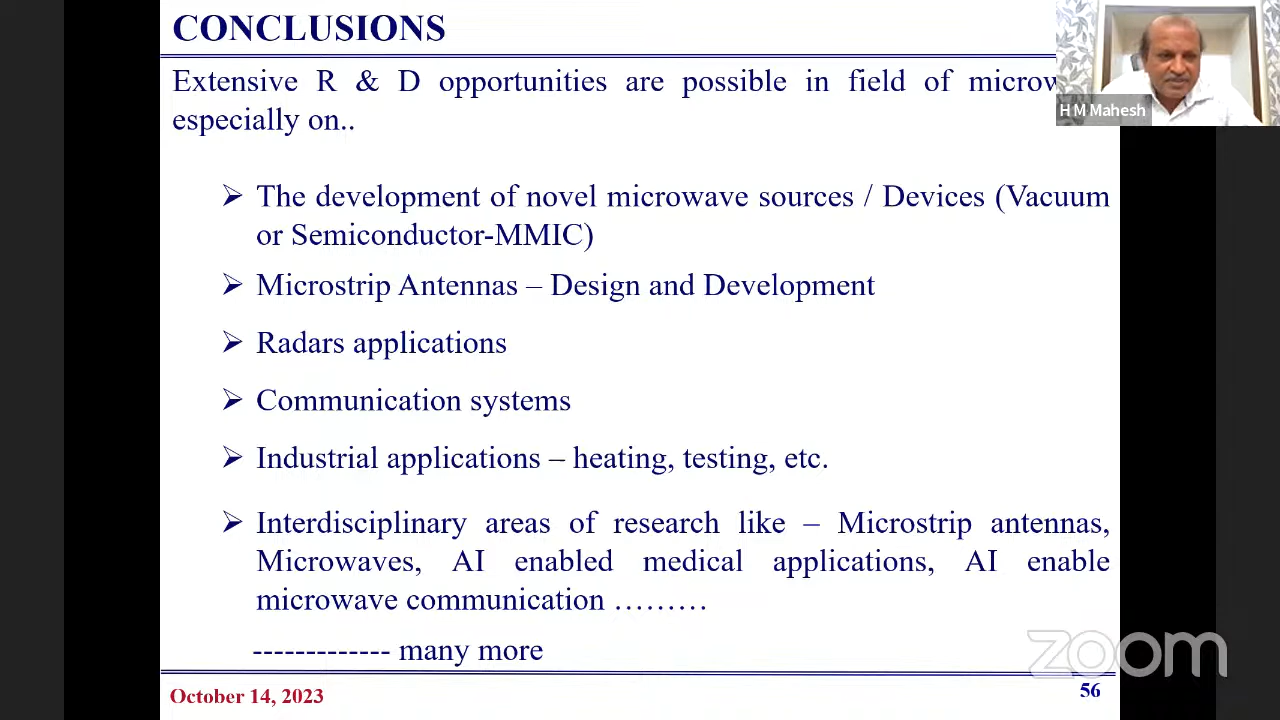 CONCLUSIONS
Extensive R & D opportunities are possible in field of
especially on..
H M Mahesh
➢ The development of novel microwave sources / Devices (Vacuum
or Semiconductor-MMIC)
➢ Microstrip Antennas – Design and Development
➢ Radars applications
➢ Communication systems
➢ Industrial applications – heating, testing, etc.
➢ Interdisciplinary areas of research like – Microstrip antennas,
Microwaves, AI enabled medical applications, AI enable
microwave communication ………
------------- many more
zoom
October 14, 2023
56